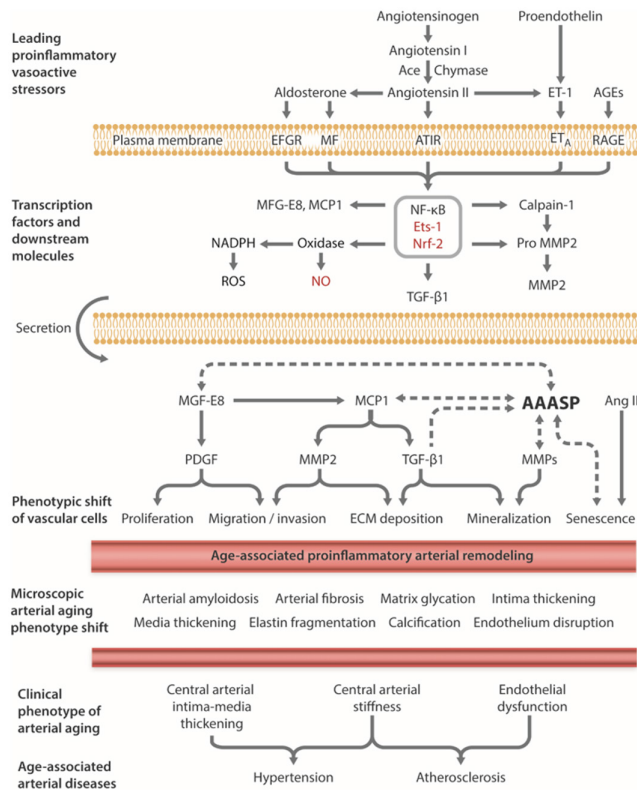 Angiotensinogen
Proendothelin
Leading
proinflammatory
vasoactive
stressors
Angiotensin I
Ace
Chymase
Aldosterone
Angiotensin II
ET-1
AGEs
Plasma membrane
EFGR
MF
ATIR
ETA
RAGE
Transcription
factors and
downstream
molecules
MFG-E8, MCP1
NF-κB
Ets-1
Nrf-2
Calpain-1
NADPH
Oxidase
Pro MMP2
ROS
NO
TGF-β1
MMP2
Secretion
MGF-E8
MCP1
AAASP
Ang II
PDGF
MMP2
TGF-β1
MMPs
Phenotypic shift
of vascular cells
Proliferation
Migration / invasion
ECM deposition
Mineralization
Senescence
Age-associated proinflammatory arterial remodeling
Microscopic
arterial aging
phenotype shift
Arterial amyloidosis
Arterial fibrosis
Matrix glycation
Intima thickening
Media thickening
Elastin fragmentation
Calcification
Endothelium disruption
Clinical
phenotype of
arterial aging
Central arterial
intima-media
thickening
Central arterial
stiffness
Endothelial
dysfunction
Age-associated
arterial diseases
Hypertension
Atherosclerosis